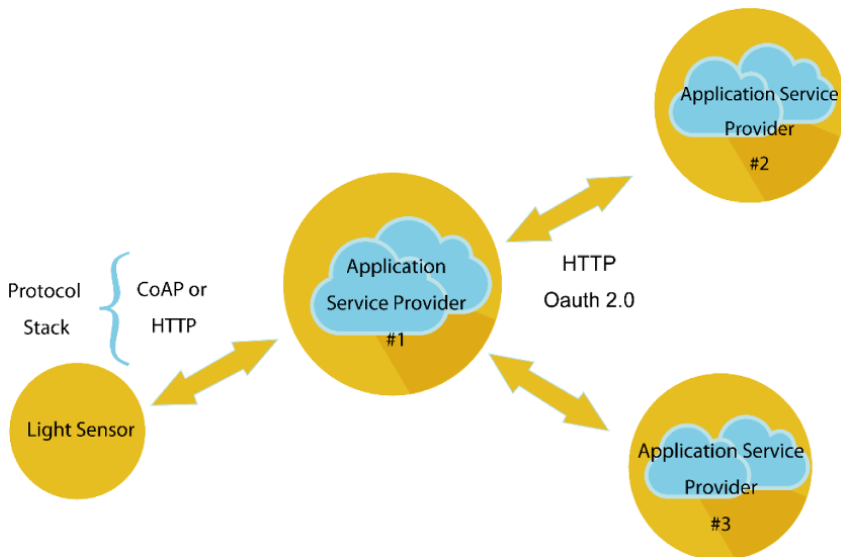 Protocol
Stack
CoAP or
HTTP
Light Sensor
Application
Service Provider
#1
HTTP
Oauth 2.0
Application Service
Provider
#2
Application Service
Provider
#3